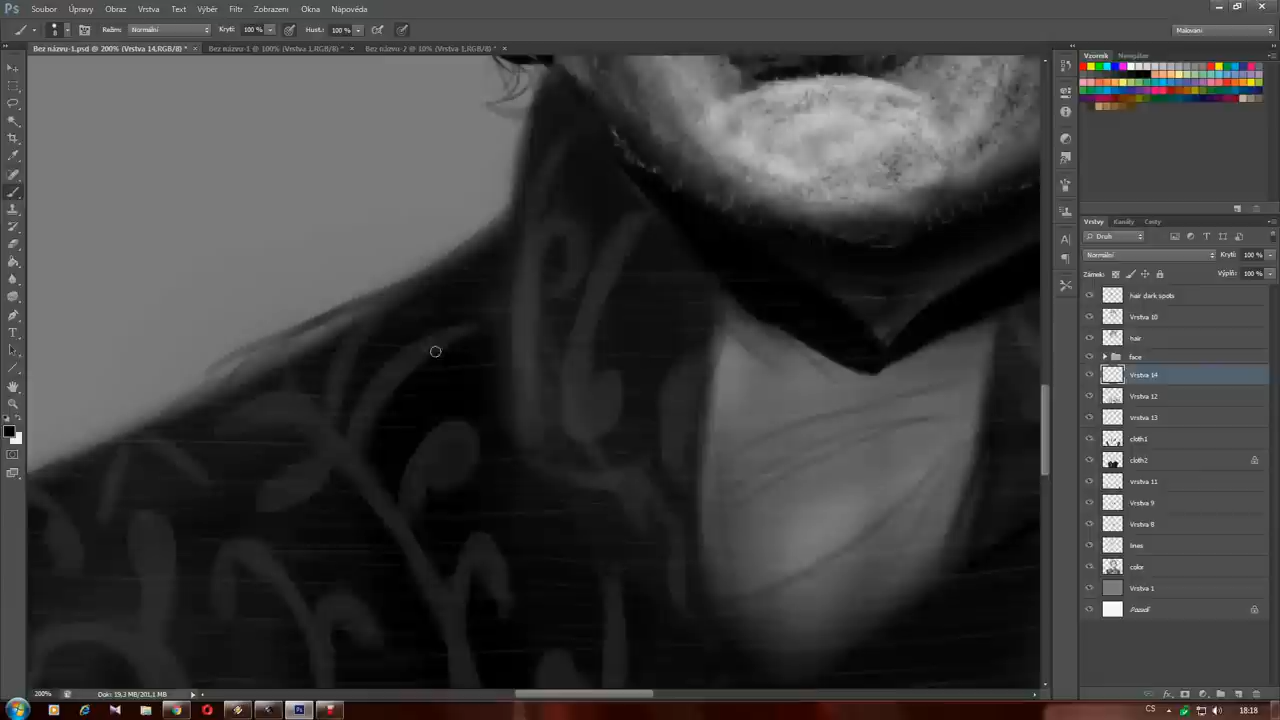 Ps Soubor Úpravy Obraz Vrstva Text Výběr Filtr Zobrazení Okna Nápověda
8 Režim: Normální Krytí: 100 % Hust.: 100 % Malování
Bez názvu-1.psd @ 200% (Vrstva 14,RGB/8) * × Bez názvu-1 @ 100% (Vrstva 1,RGB/8) * × Bez názvu-2 @ 10% (Vrstva 1,RGB/8) * ×
Vzorník Navigátor
Vrstvy Kanály Cesty
Druh
Normální Krytí: 100 %
Zámek: Výplň: 100 %
hair dark spots
Vrstva 10
hair
face
Vrstva 14
Vrstva 12
Vrstva 13
cloth1
cloth2
Vrstva 11
Vrstva 9
Vrstva 8
lines
color
Vrstva 1
Pozadí
200% Dok: 19,3 MB/201,1 MB
CS 18:18